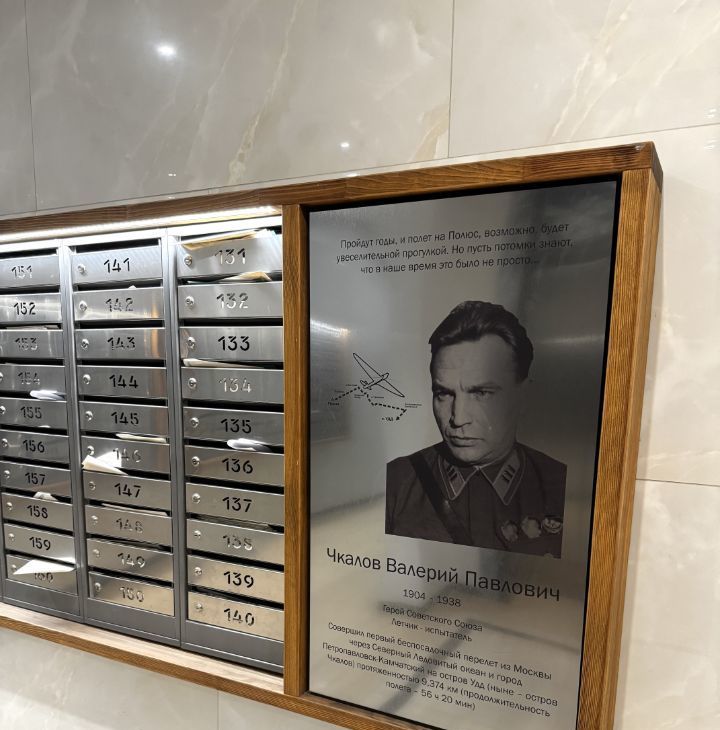 Пройдут годы, и полет на Полюс, возможно, будет
увеселительной прогулкой. Но пусть потомки знают,
что в наше время это было не просто...
151
141
131
152
142
132
153
143
133
154
144
134
155
145
135
156
146
136
157
147
137
158
148
138
159
149
139
160
150
140
Чкалов Валерий Павлович
1904 - 1938
Герой Советского Союза
Летчик - испытатель
Совершил первый беспосадочный перелет из Москвы
через Северный Ледовитый океан и город
Петропавловск-Камчатский на остров Удд (ныне – остров
Чкалов) протяженностью 9,374 км (продолжительность
полета – 56 ч 20 мин)